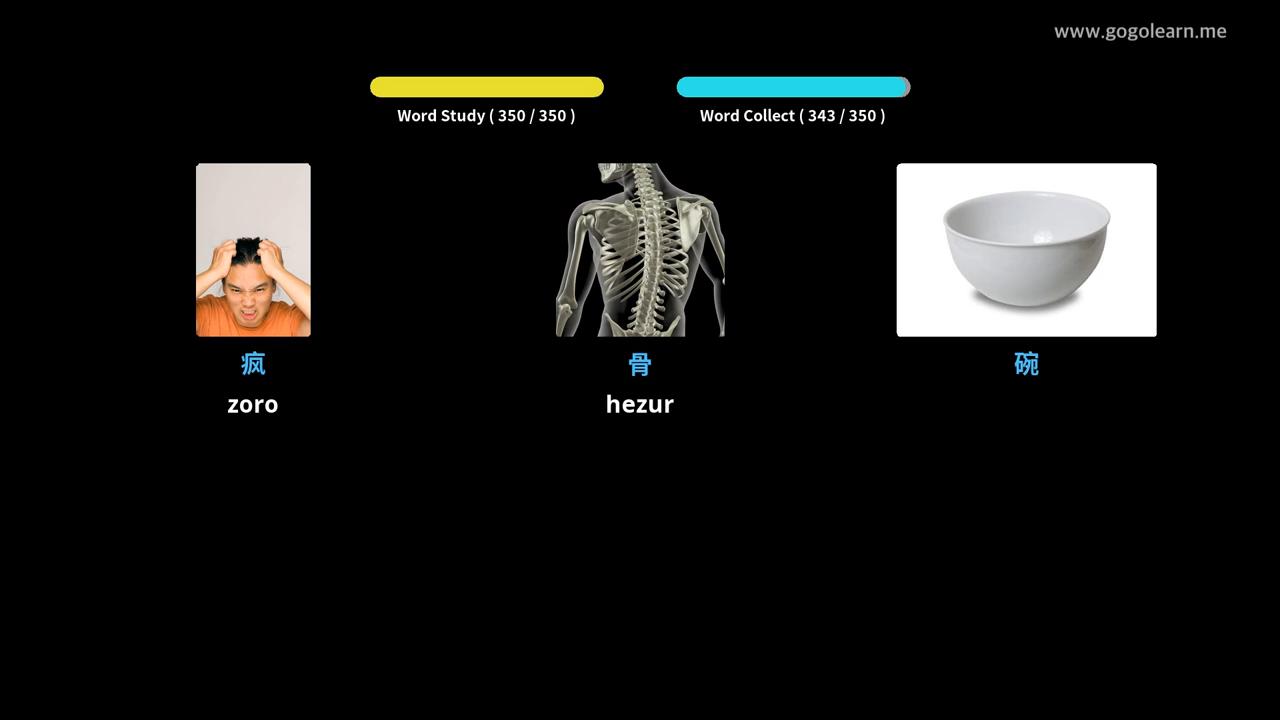 www.gogolearn.me
Word Study ( 350 / 350 )
Word Collect ( 343 / 350 )
疯
骨
碗
zoro
hezur